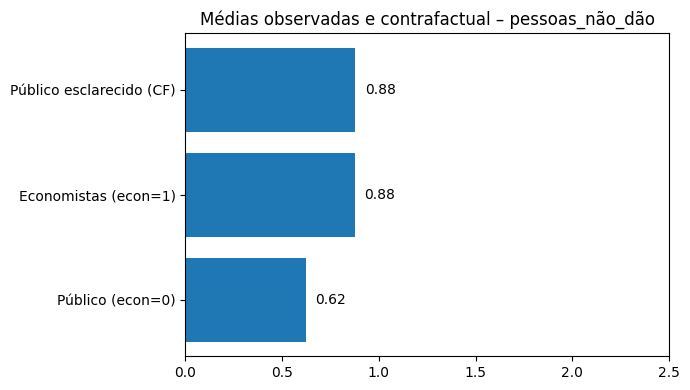 Médias observadas e contrafactual – pessoas_não_dão
Público esclarecido (CF)
0.88
Economistas (econ=1)
0.88
Público (econ=0)
0.62
0.0 0.5 1.0 1.5 2.0 2.5